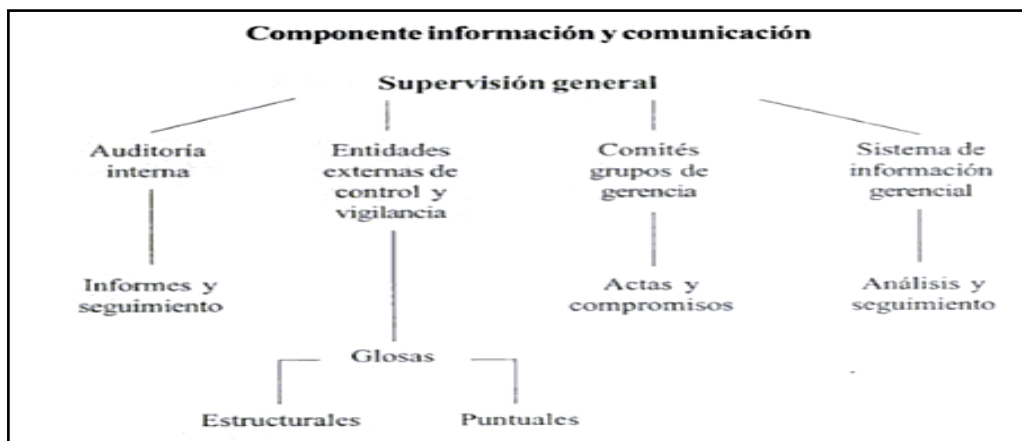 Componente información y comunicación
Supervisión general
Auditoría
interna
Entidades
externas de
control y
vigilancia
Comités
grupos de
gerencia
Sistema de
información
gerencial
Informes y
seguimiento
Actas y
compromisos
Análisis y
seguimiento
Glosas
Estructurales
Puntuales